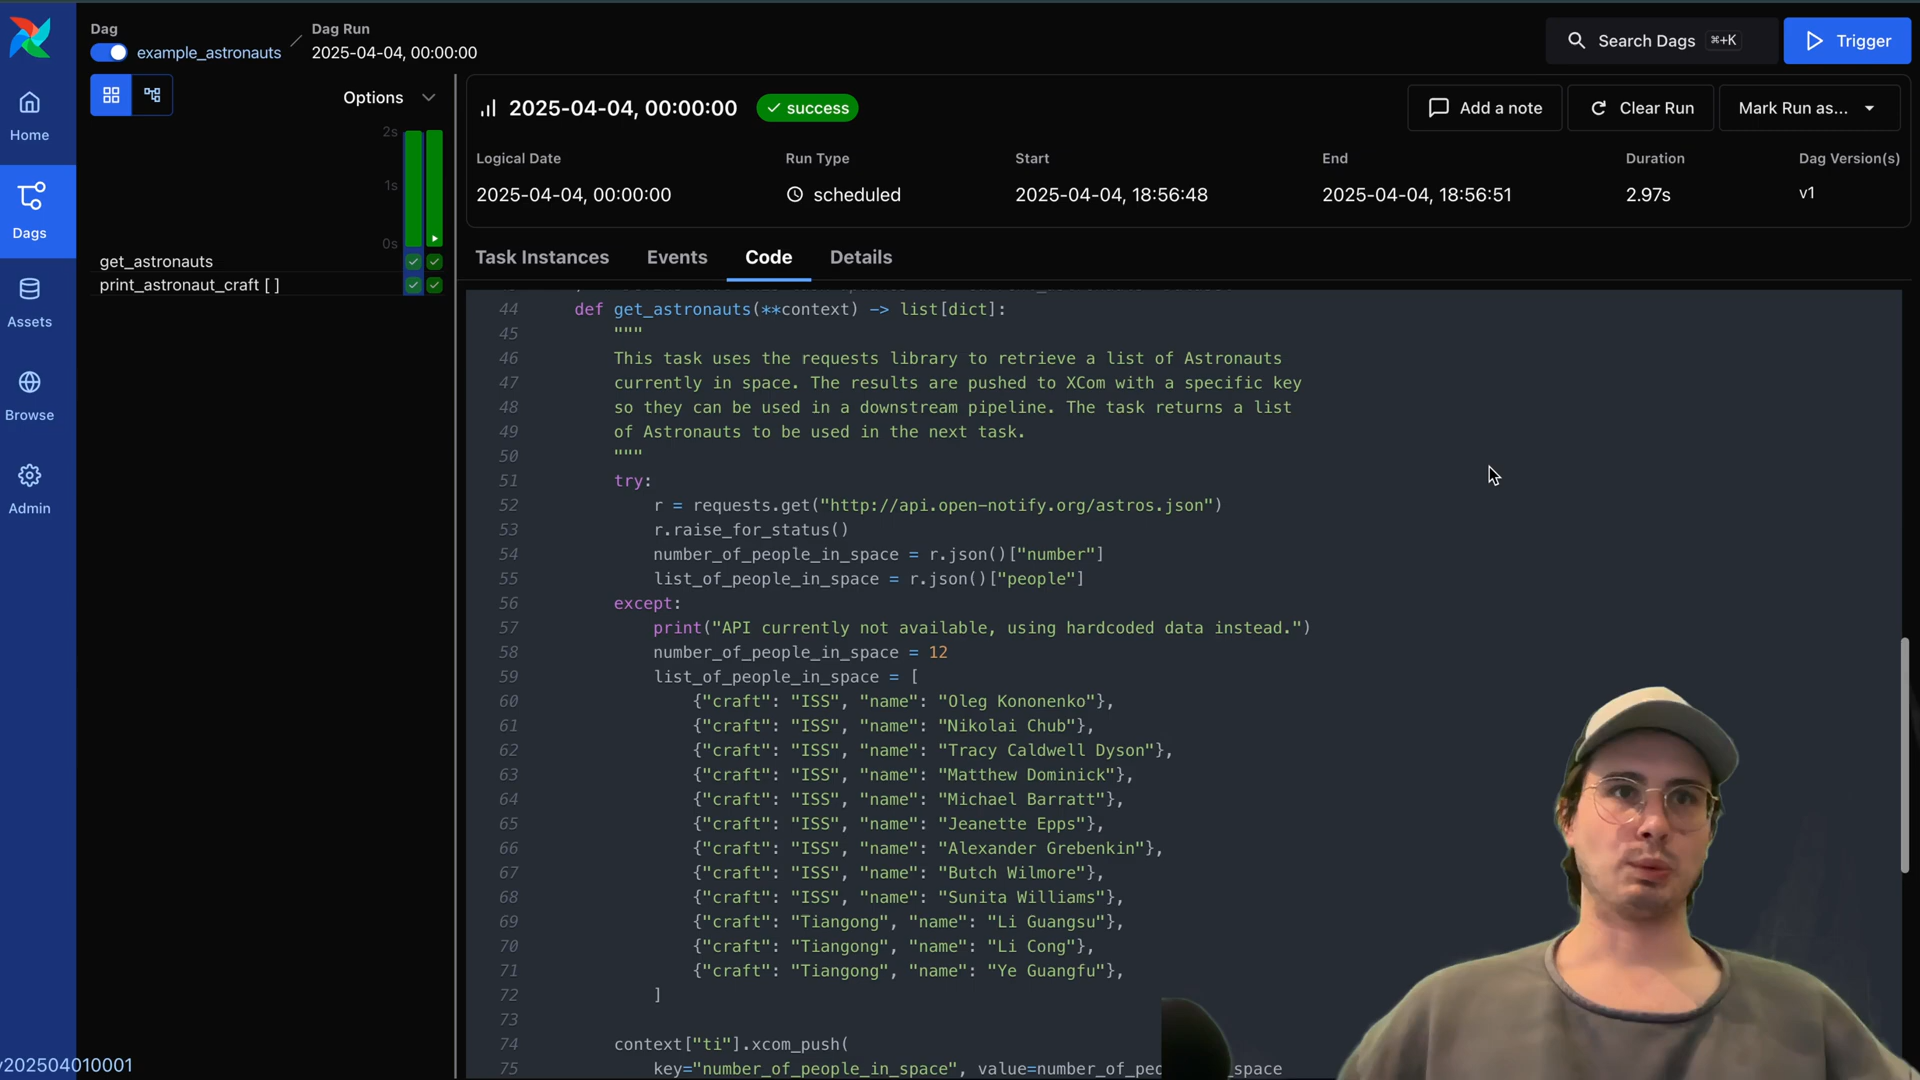 Dag
example_astronauts
Dag Run
2025-04-04, 00:00:00
Search Dags
⌘+K
Trigger
Home
Dags
Assets
Browse
Admin
Options
2s
1s
0s
get_astronauts
print_astronaut_craft [ ]
2025-04-04, 00:00:00
success
Add a note
Clear Run
Mark Run as...
Logical Date
Run Type
Start
End
Duration
Dag Version(s)
2025-04-04, 00:00:00
scheduled
2025-04-04, 18:56:48
2025-04-04, 18:56:51
2.97s
v1
Task Instances
Events
Code
Details
44 def get_astronauts(**context) -> list[dict]:
45 """
46 This task uses the requests library to retrieve a list of Astronauts
47 currently in space. The results are pushed to XCom with a specific key
48 so they can be used in a downstream pipeline. The task returns a list
49 of Astronauts to be used in the next task.
50 """
51 try:
52 r = requests.get("http://api.open-notify.org/astros.json")
53 r.raise_for_status()
54 number_of_people_in_space = r.json()["number"]
55 list_of_people_in_space = r.json()["people"]
56 except:
57 print("API currently not available, using hardcoded data instead.")
58 number_of_people_in_space = 12
59 list_of_people_in_space = [
60 {"craft": "ISS", "name": "Oleg Kononenko"},
61 {"craft": "ISS", "name": "Nikolai Chub"},
62 {"craft": "ISS", "name": "Tracy Caldwell Dyson"},
63 {"craft": "ISS", "name": "Matthew Dominick"},
64 {"craft": "ISS", "name": "Michael Barratt"},
65 {"craft": "ISS", "name": "Jeanette Epps"},
66 {"craft": "ISS", "name": "Alexander Grebenkin"},
67 {"craft": "ISS", "name": "Butch Wilmore"},
68 {"craft": "ISS", "name": "Sunita Williams"},
69 {"craft": "Tiangong", "name": "Li Guangsu"},
70 {"craft": "Tiangong", "name": "Li Cong"},
71 {"craft": "Tiangong", "name": "Ye Guangfu"},
72 ]
73
74 context["ti"].xcom_push(
75 key="number_of_people_in_space", value=number_of_peo space
v202504010001